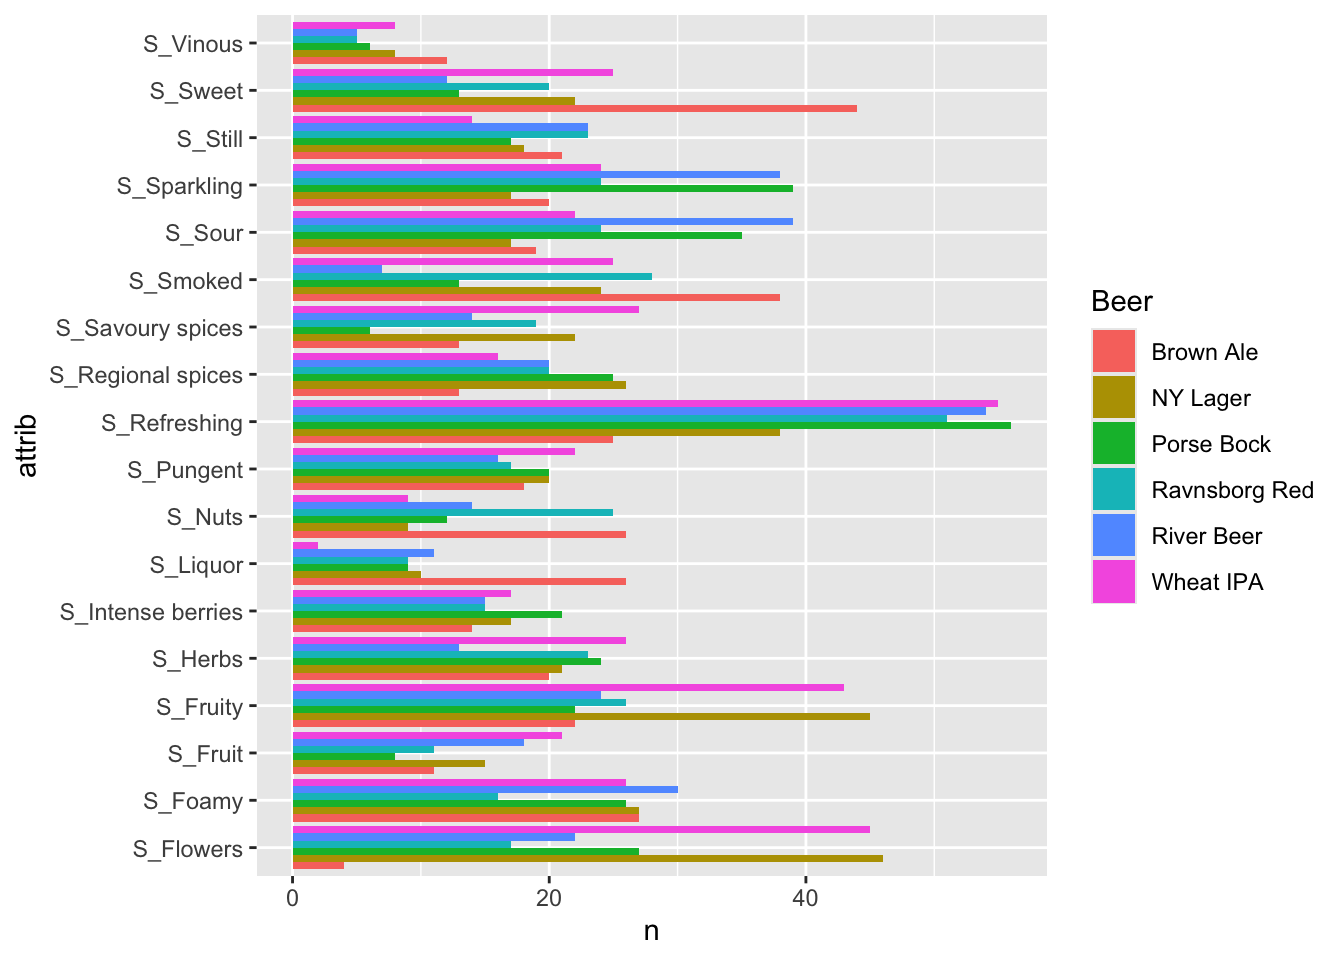 S_Vinous
S_Sweet
S_Still
S_Sparkling
S_Sour
S_Smoked
S_Savoury spices
S_Regional spices
S_Refreshing
S_Pungent
S_Nuts
S_Liquor
S_Intense berries
S_Herbs
S_Fruity
S_Fruit
S_Foamy
S_Flowers
attrib
0 20 40
n
Beer
Brown Ale
NY Lager
Porse Bock
Ravnsborg Red
River Beer
Wheat IPA